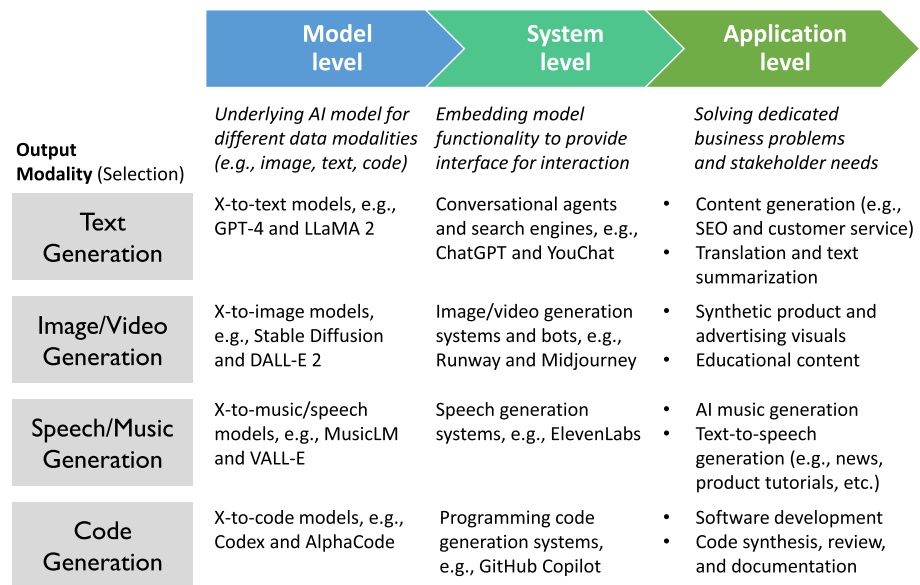 Model
level
System
level
Application
level
Underlying AI model for
different data modalities
(e.g., image, text, code)
Embedding model
functionality to provide
interface for interaction
Solving dedicated
business problems
and stakeholder needs
Output
Modality (Selection)
Text
Generation
X-to-text models, e.g.,
GPT-4 and LLaMA 2
Conversational agents
and search engines, e.g.,
ChatGPT and YouChat
• Content generation (e.g.,
SEO and customer service)
• Translation and text
summarization
Image/Video
Generation
X-to-image models,
e.g., Stable Diffusion
and DALL-E 2
Image/video generation
systems and bots, e.g.,
Runway and Midjourney
• Synthetic product and
advertising visuals
• Educational content
Speech/Music
Generation
X-to-music/speech
models, e.g., MusicLM
and VALL-E
Speech generation
systems, e.g., ElevenLabs
• AI music generation
• Text-to-speech
generation (e.g., news,
product tutorials, etc.)
Code
Generation
X-to-code models, e.g.,
Codex and AlphaCode
Programming code
generation systems,
e.g., GitHub Copilot
• Software development
• Code synthesis, review,
and documentation